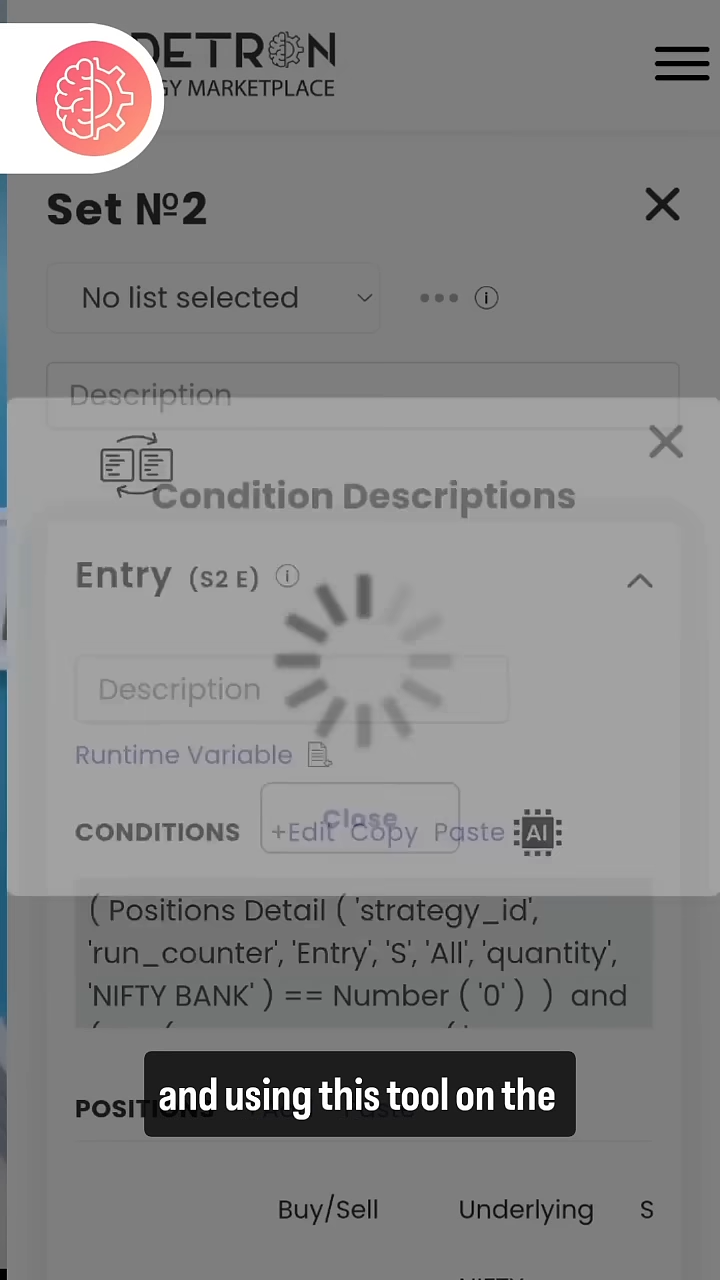 DETRON
GY MARKETPLACE
Set №2
No list selected
Description
Condition Descriptions
Entry (S2 E)
Description
Runtime Variable
CONDITIONS +Edit Copy Paste AI
Close
( Positions Detail ( 'strategy_id',
'run_counter', 'Entry', 'S', 'All', 'quantity',
'NIFTY BANK' ) == Number ( '0' ) ) and
and using this tool on the
POSITIONS
Buy/Sell Underlying S